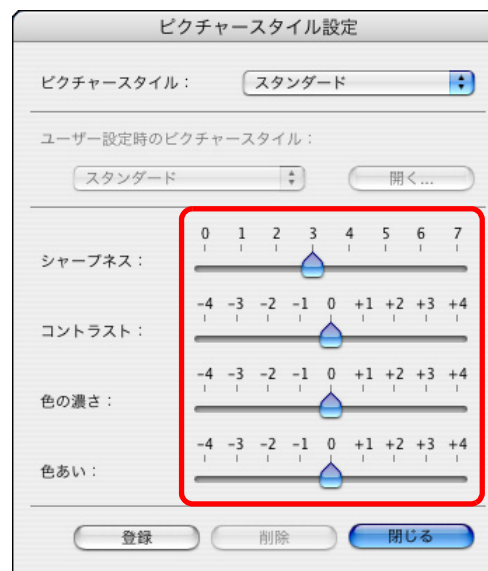 ピクチャースタイル設定
ピクチャースタイル： スタンダード
ユーザー設定時のピクチャースタイル：
スタンダード 開く...
0 1 2 3 4 5 6 7
シャープネス：
-4 -3 -2 -1 0 +1 +2 +3 +4
コントラスト：
-4 -3 -2 -1 0 +1 +2 +3 +4
色の濃さ：
-4 -3 -2 -1 0 +1 +2 +3 +4
色あい：
登録 削除 閉じる